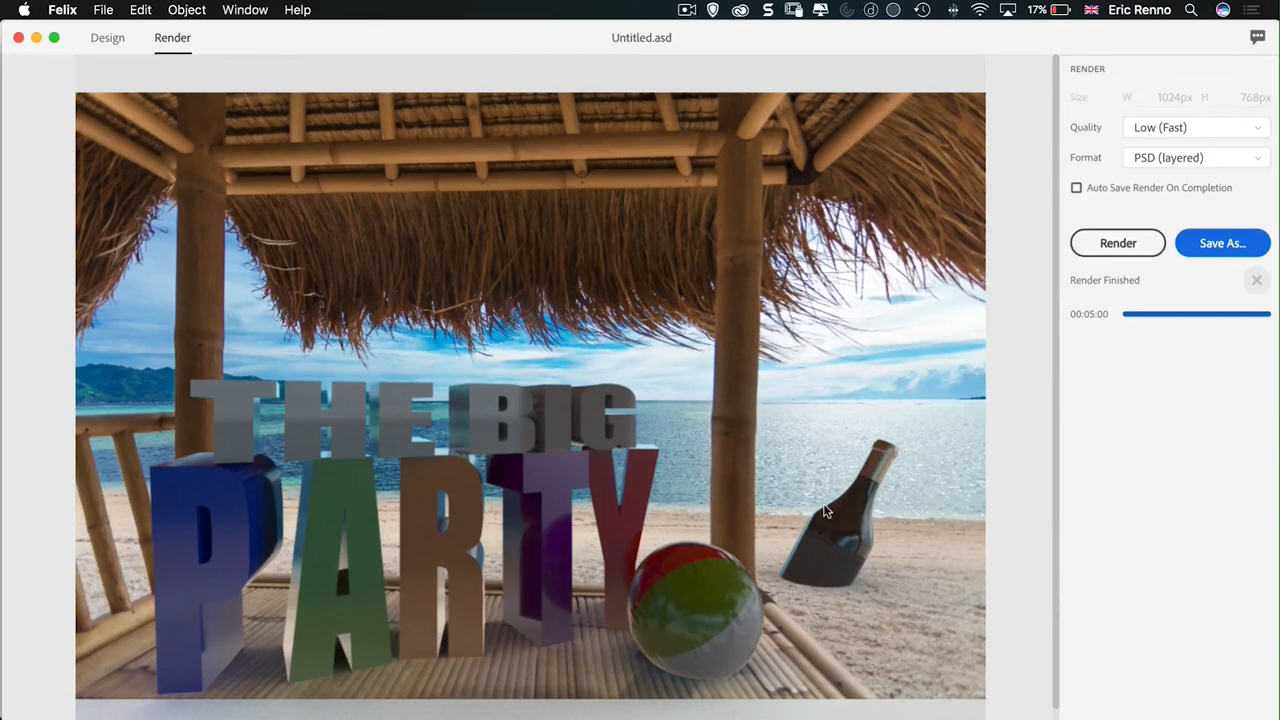 Felix File Edit Object Window Help 17% Eric Renno
Design Render Untitled.asd
RENDER
Size W 1024px H 768px
Quality Low (Fast)
Format PSD (layered)
Auto Save Render On Completion
Render Save As...
Render Finished
00:05:00
THE BIG
PARTY